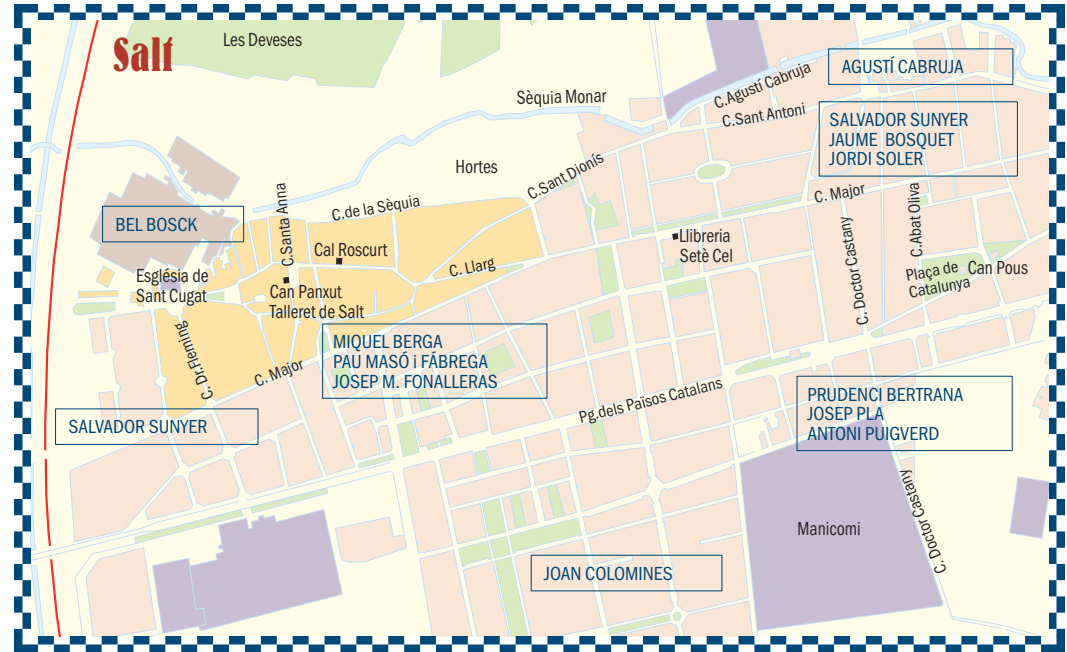 Salt
Les Deveses
Sèquia Monar
C.Agustí Cabruja
AGUSTÍ CABRUJA
C.Sant Antoni
SALVADOR SUNYER
JAUME BOSQUET
JORDI SOLER
Hortes
C.Sant Dionís
C. Major
C.de la Sèquia
C.Santa Anna
BEL BOSCK
Cal Roscurt
C. Llarg
Llibreria
Setè Cel
C. Doctor Castany
C.Abat Oliva
Plaça de
Catalunya
Can Pous
Església de
Sant Cugat
Can Panxut
Talleret de Salt
C. Dr.Fleming
C. Major
MIQUEL BERGA
PAU MASÓ i FÁBREGA
JOSEP M. FONALLERAS
Pg.dels Països Catalans
PRUDENCI BERTRANA
JOSEP PLA
ANTONI PUIGVERD
SALVADOR SUNYER
Manicomi
C. Doctor Castany
JOAN COLOMINES